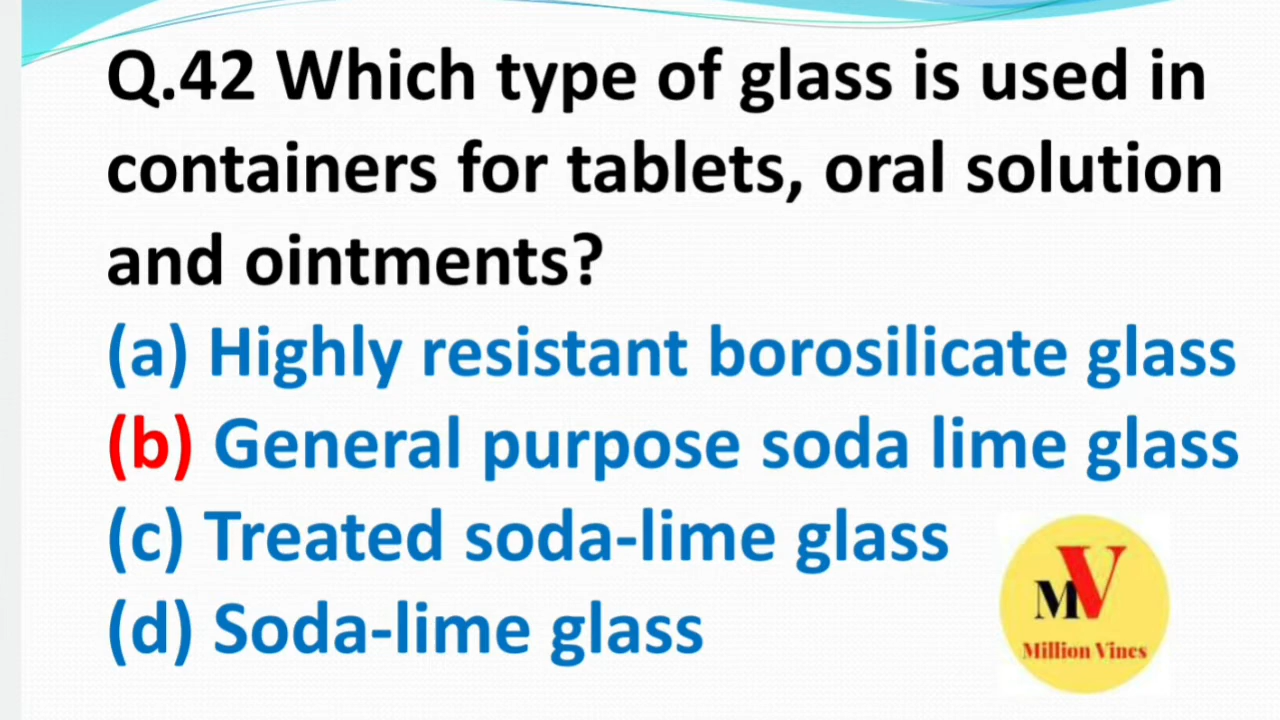 Q.42 Which type of glass is used in
containers for tablets, oral solution
and ointments?
(a) Highly resistant borosilicate glass
(b) General purpose soda lime glass
(c) Treated soda-lime glass
(d) Soda-lime glass
MV
Million Vines